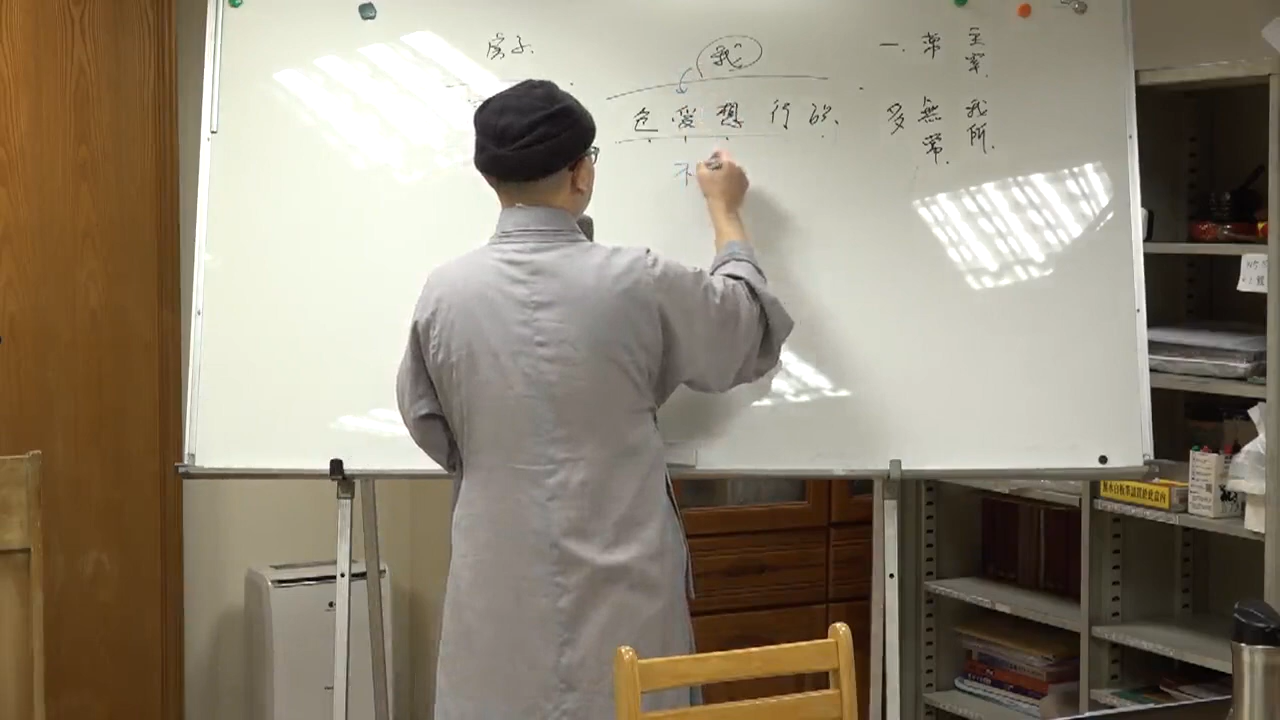 房子.
我
色 受 想 行 識.
不
一. 常 主宰.
多 無常. 我所.